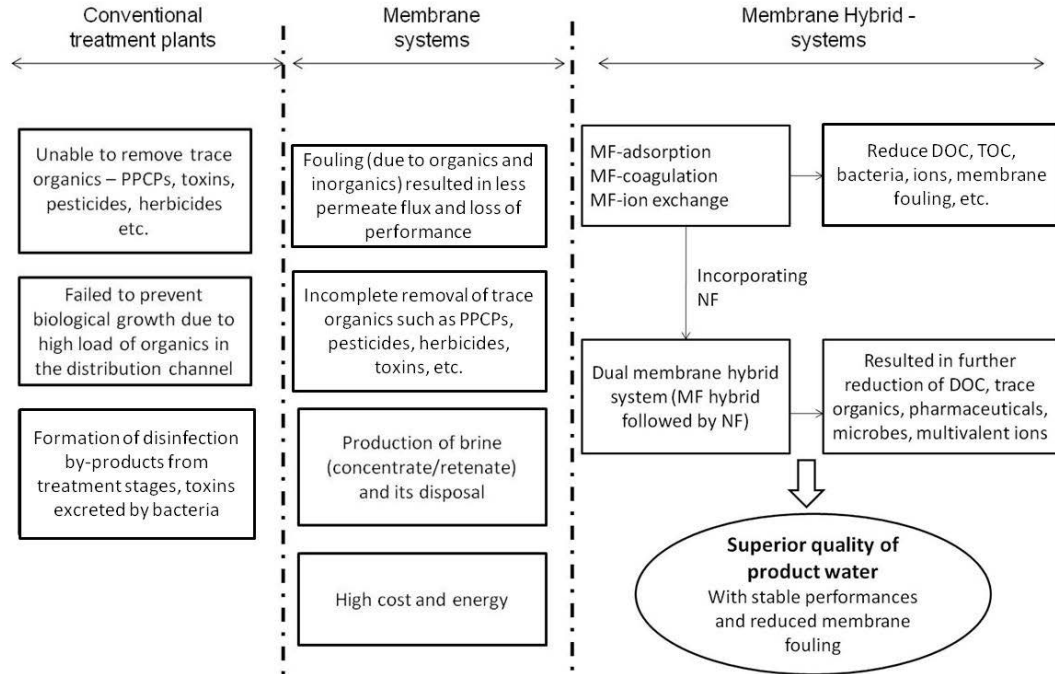 Conventional
treatment plants
Membrane
systems
Membrane Hybrid -
systems
Unable to remove trace
organics – PPCPs, toxins,
pesticides, herbicides
etc.
Failed to prevent
biological growth due to
high load of organics in
the distribution channel
Formation of disinfection
by-products from
treatment stages, toxins
excreted by bacteria
Fouling (due to organics and
inorganics) resulted in less
permeate flux and loss of
performance
Incomplete removal of trace
organics such as PPCPs,
pesticides, herbicides,
toxins, etc.
Production of brine
(concentrate/retenate)
and its disposal
High cost and energy
MF-adsorption
MF-coagulation
MF-ion exchange
Reduce DOC, TOC,
bacteria, ions, membrane
fouling, etc.
Incorporating
NF
Dual membrane hybrid
system (MF hybrid
followed by NF)
Resulted in further
reduction of DOC, trace
organics, pharmaceuticals,
microbes, multivalent ions
Superior quality of
product water
With stable performances
and reduced membrane
fouling